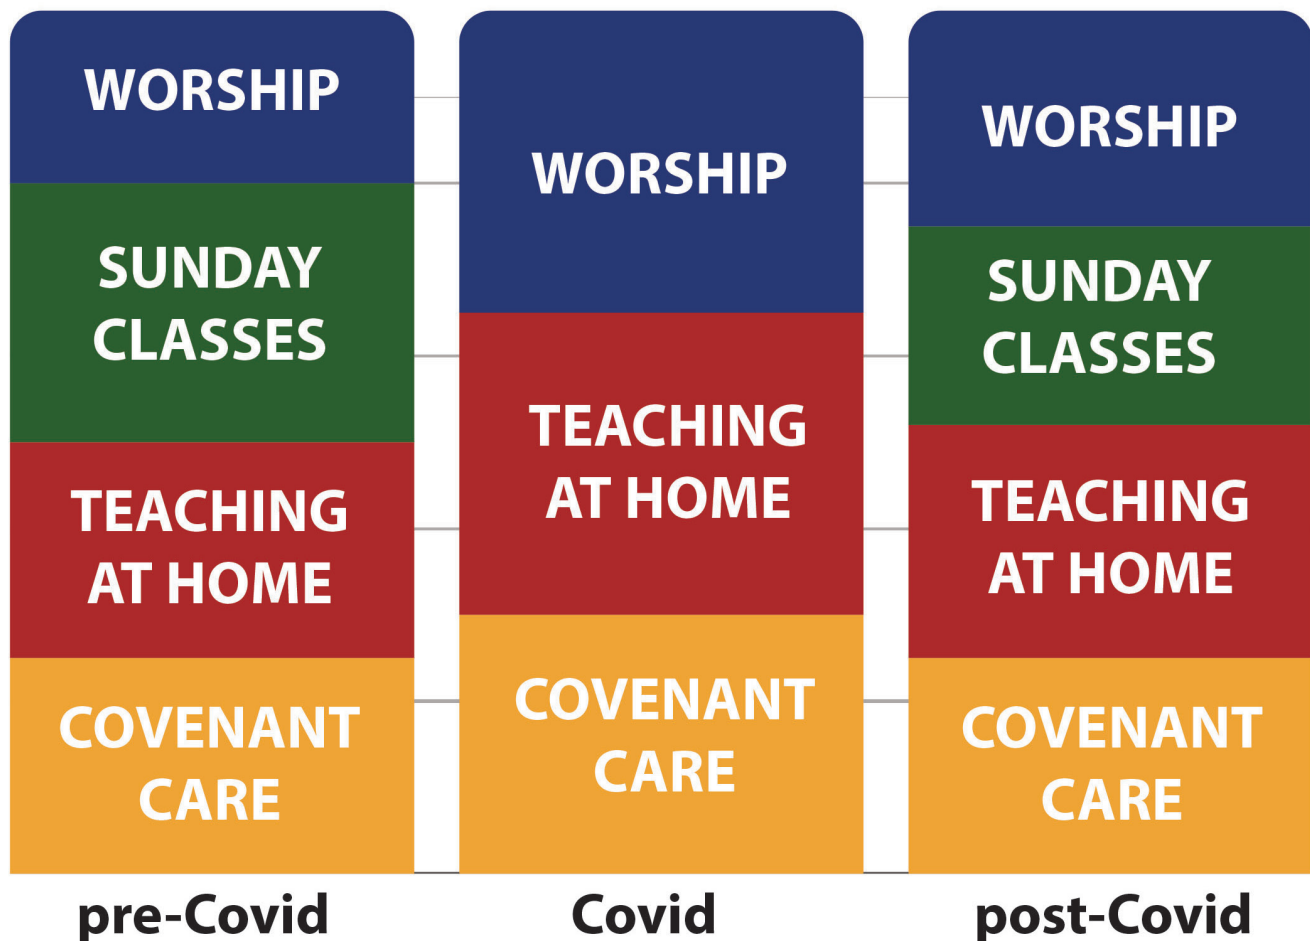 WORSHIP
SUNDAY
CLASSES
TEACHING
AT HOME
COVENANT
CARE
pre-Covid
WORSHIP
TEACHING
AT HOME
COVENANT
CARE
Covid
WORSHIP
SUNDAY
CLASSES
TEACHING
AT HOME
COVENANT
CARE
post-Covid